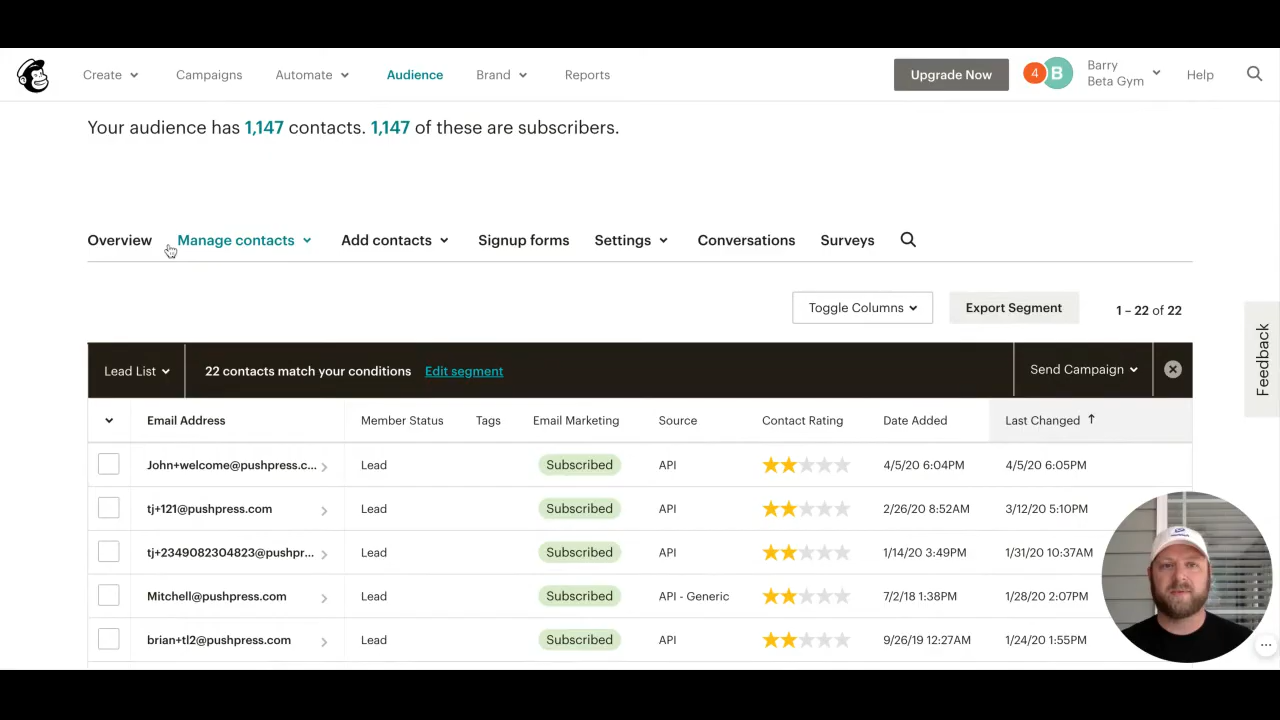 Create Campaigns Automate Audience Brand Reports Upgrade Now 4 B Barry Beta Gym Help
Your audience has 1,147 contacts. 1,147 of these are subscribers.
Overview Manage contacts Add contacts Signup forms Settings Conversations Surveys
Toggle Columns Export Segment 1 – 22 of 22
Feedback
Lead List 22 contacts match your conditions Edit segment Send Campaign
Email Address Member Status Tags Email Marketing Source Contact Rating Date Added Last Changed
John+welcome@pushpress.c... Lead Subscribed API 4/5/20 6:04PM 4/5/20 6:05PM
tj+121@pushpress.com Lead Subscribed API 2/26/20 8:52AM 3/12/20 5:10PM
tj+2349082304823@pushpr... Lead Subscribed API 1/14/20 3:49PM 1/31/20 10:37AM
Mitchell@pushpress.com Lead Subscribed API - Generic 7/2/18 1:38PM 1/28/20 2:07PM
brian+tl2@pushpress.com Lead Subscribed API 9/26/19 12:27AM 1/24/20 1:55PM